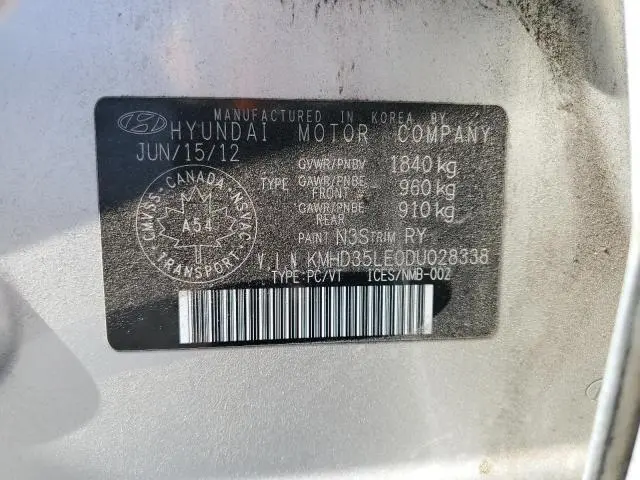 MANUFACTURED IN KOREA BY
HYUNDAI MOTOR COMPANY
JUN/15/12
GVWR/PNBV 1840 kg
TYPE GAWR/PNBE FRONT 960 kg
GAWR/PNBE REAR 910 kg
PAINT N3S TRIM RY
CMVSS · CANADA · NSVAC
A54
TRANSPORT
VIN KMHD35LE0DU028338
TYPE:PC/VT ICES/NMB-002